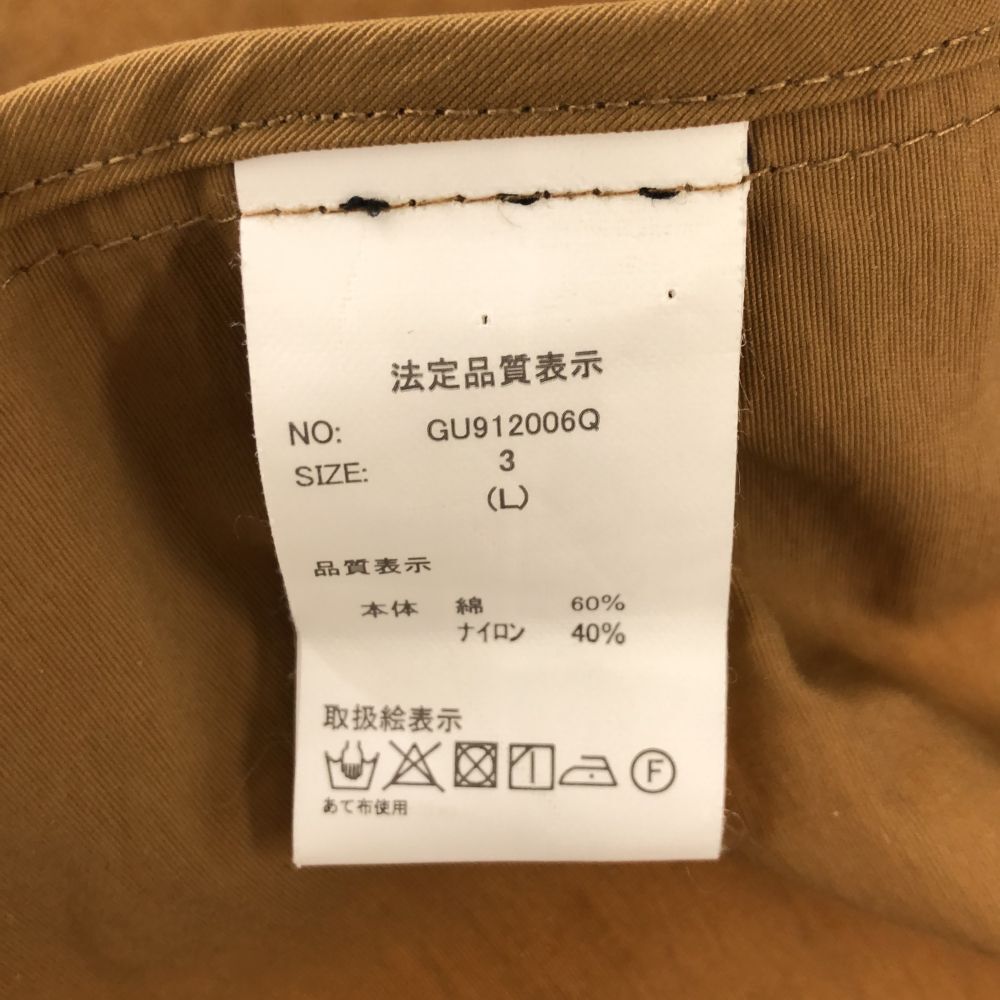 法定品質表示
NO: GU912006Q
SIZE: 3
(L)
品質表示
本体 綿 60%
ナイロン 40%
取扱絵表示
F
あて布使用